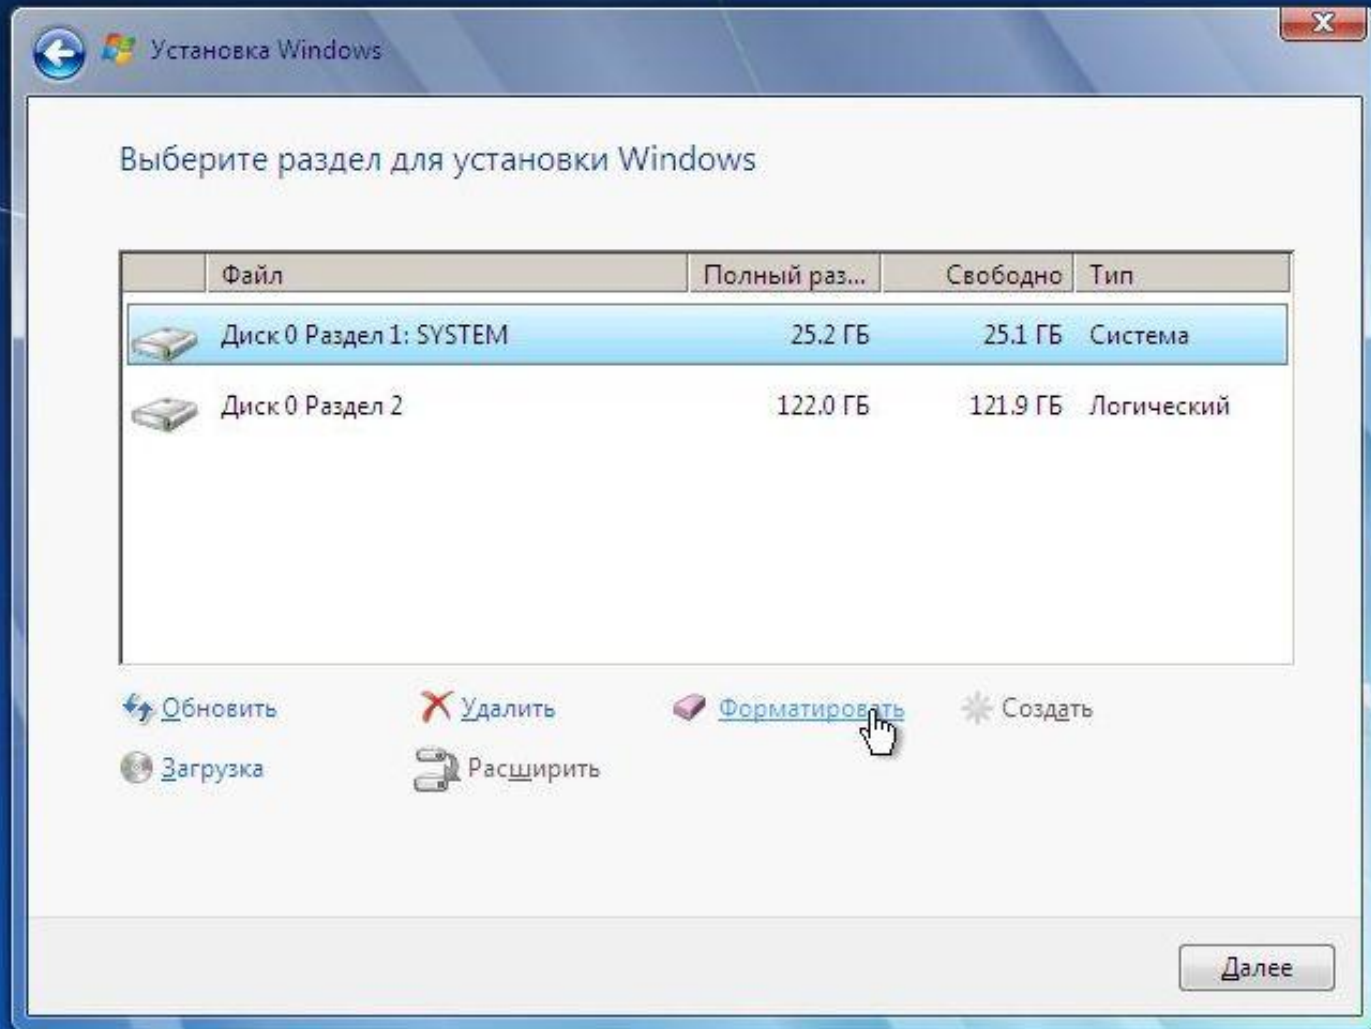 Установка Windows
Выберите раздел для установки Windows
Файл Полный раз... Свободно Тип
Диск 0 Раздел 1: SYSTEM 25.2 ГБ 25.1 ГБ Система
Диск 0 Раздел 2 122.0 ГБ 121.9 ГБ Логический
Обновить Удалить Форматировать Создать
Загрузка Расширить
Далее